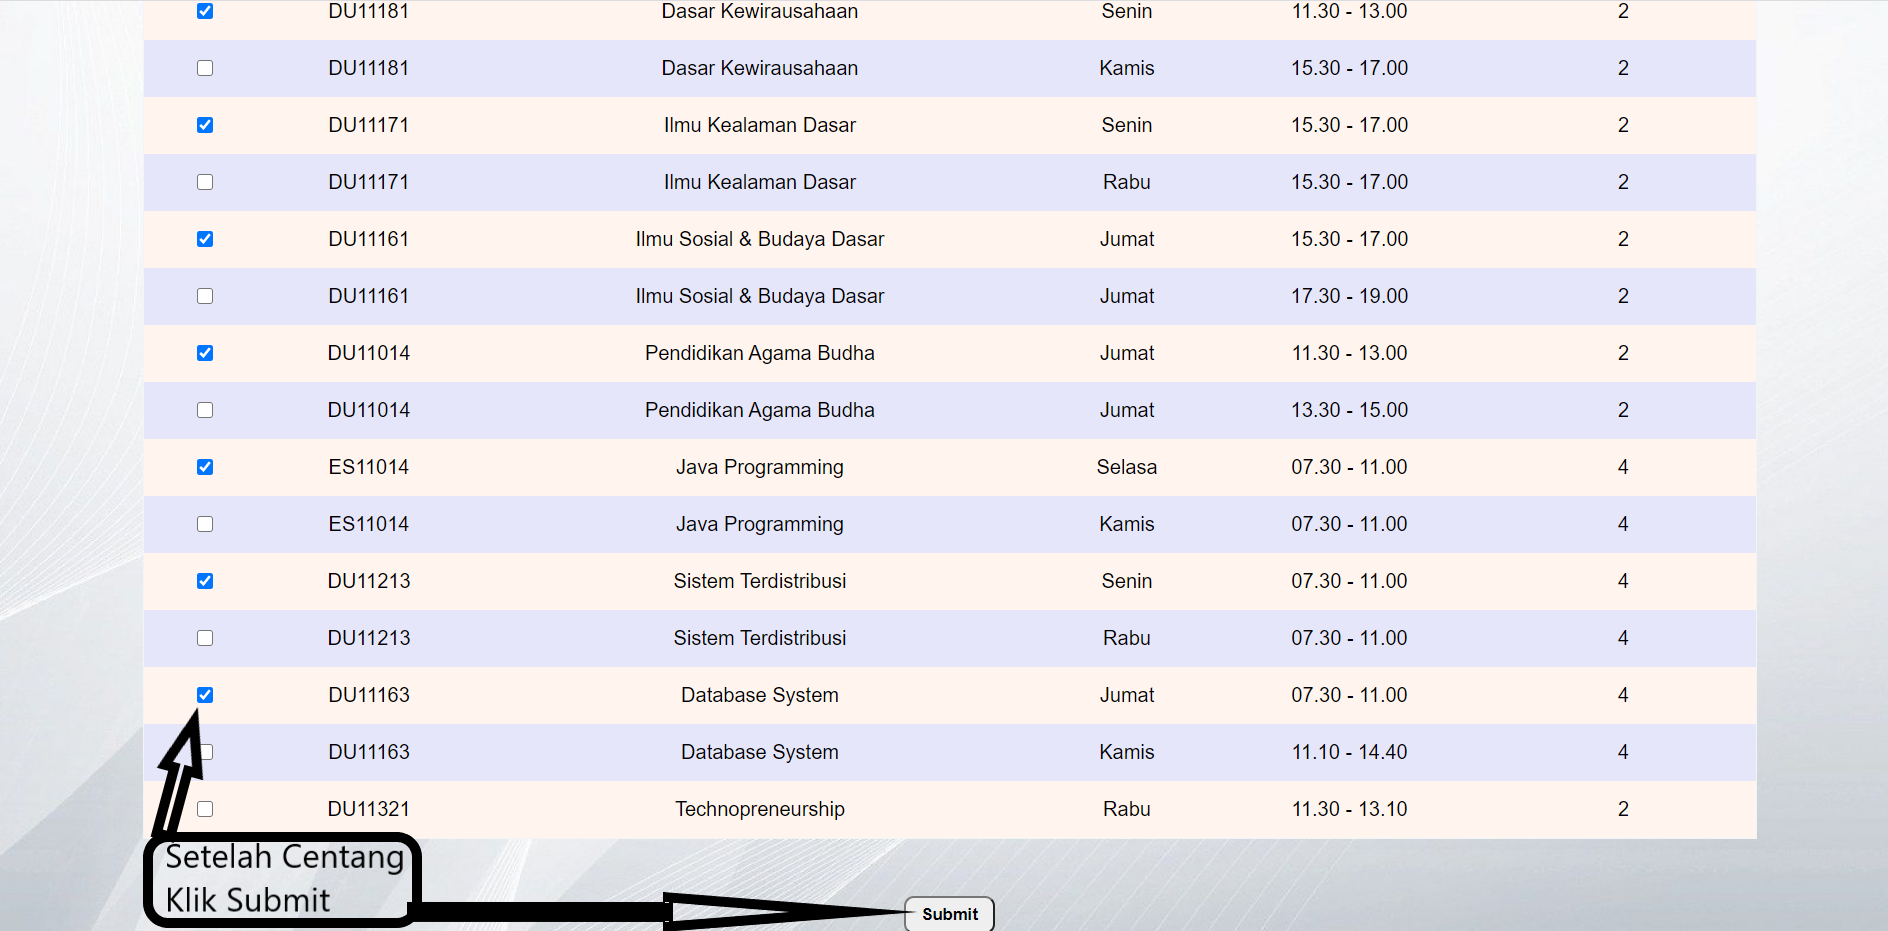 DU11181 Dasar Kewirausahaan Senin 11.30 - 13.00 2
DU11181 Dasar Kewirausahaan Kamis 15.30 - 17.00 2
DU11171 Ilmu Kealaman Dasar Senin 15.30 - 17.00 2
DU11171 Ilmu Kealaman Dasar Rabu 15.30 - 17.00 2
DU11161 Ilmu Sosial & Budaya Dasar Jumat 15.30 - 17.00 2
DU11161 Ilmu Sosial & Budaya Dasar Jumat 17.30 - 19.00 2
DU11014 Pendidikan Agama Budha Jumat 11.30 - 13.00 2
DU11014 Pendidikan Agama Budha Jumat 13.30 - 15.00 2
ES11014 Java Programming Selasa 07.30 - 11.00 4
ES11014 Java Programming Kamis 07.30 - 11.00 4
DU11213 Sistem Terdistribusi Senin 07.30 - 11.00 4
DU11213 Sistem Terdistribusi Rabu 07.30 - 11.00 4
DU11163 Database System Jumat 07.30 - 11.00 4
DU11163 Database System Kamis 11.10 - 14.40 4
DU11321 Technopreneurship Rabu 11.30 - 13.10 2
Setelah Centang
Klik Submit
Submit